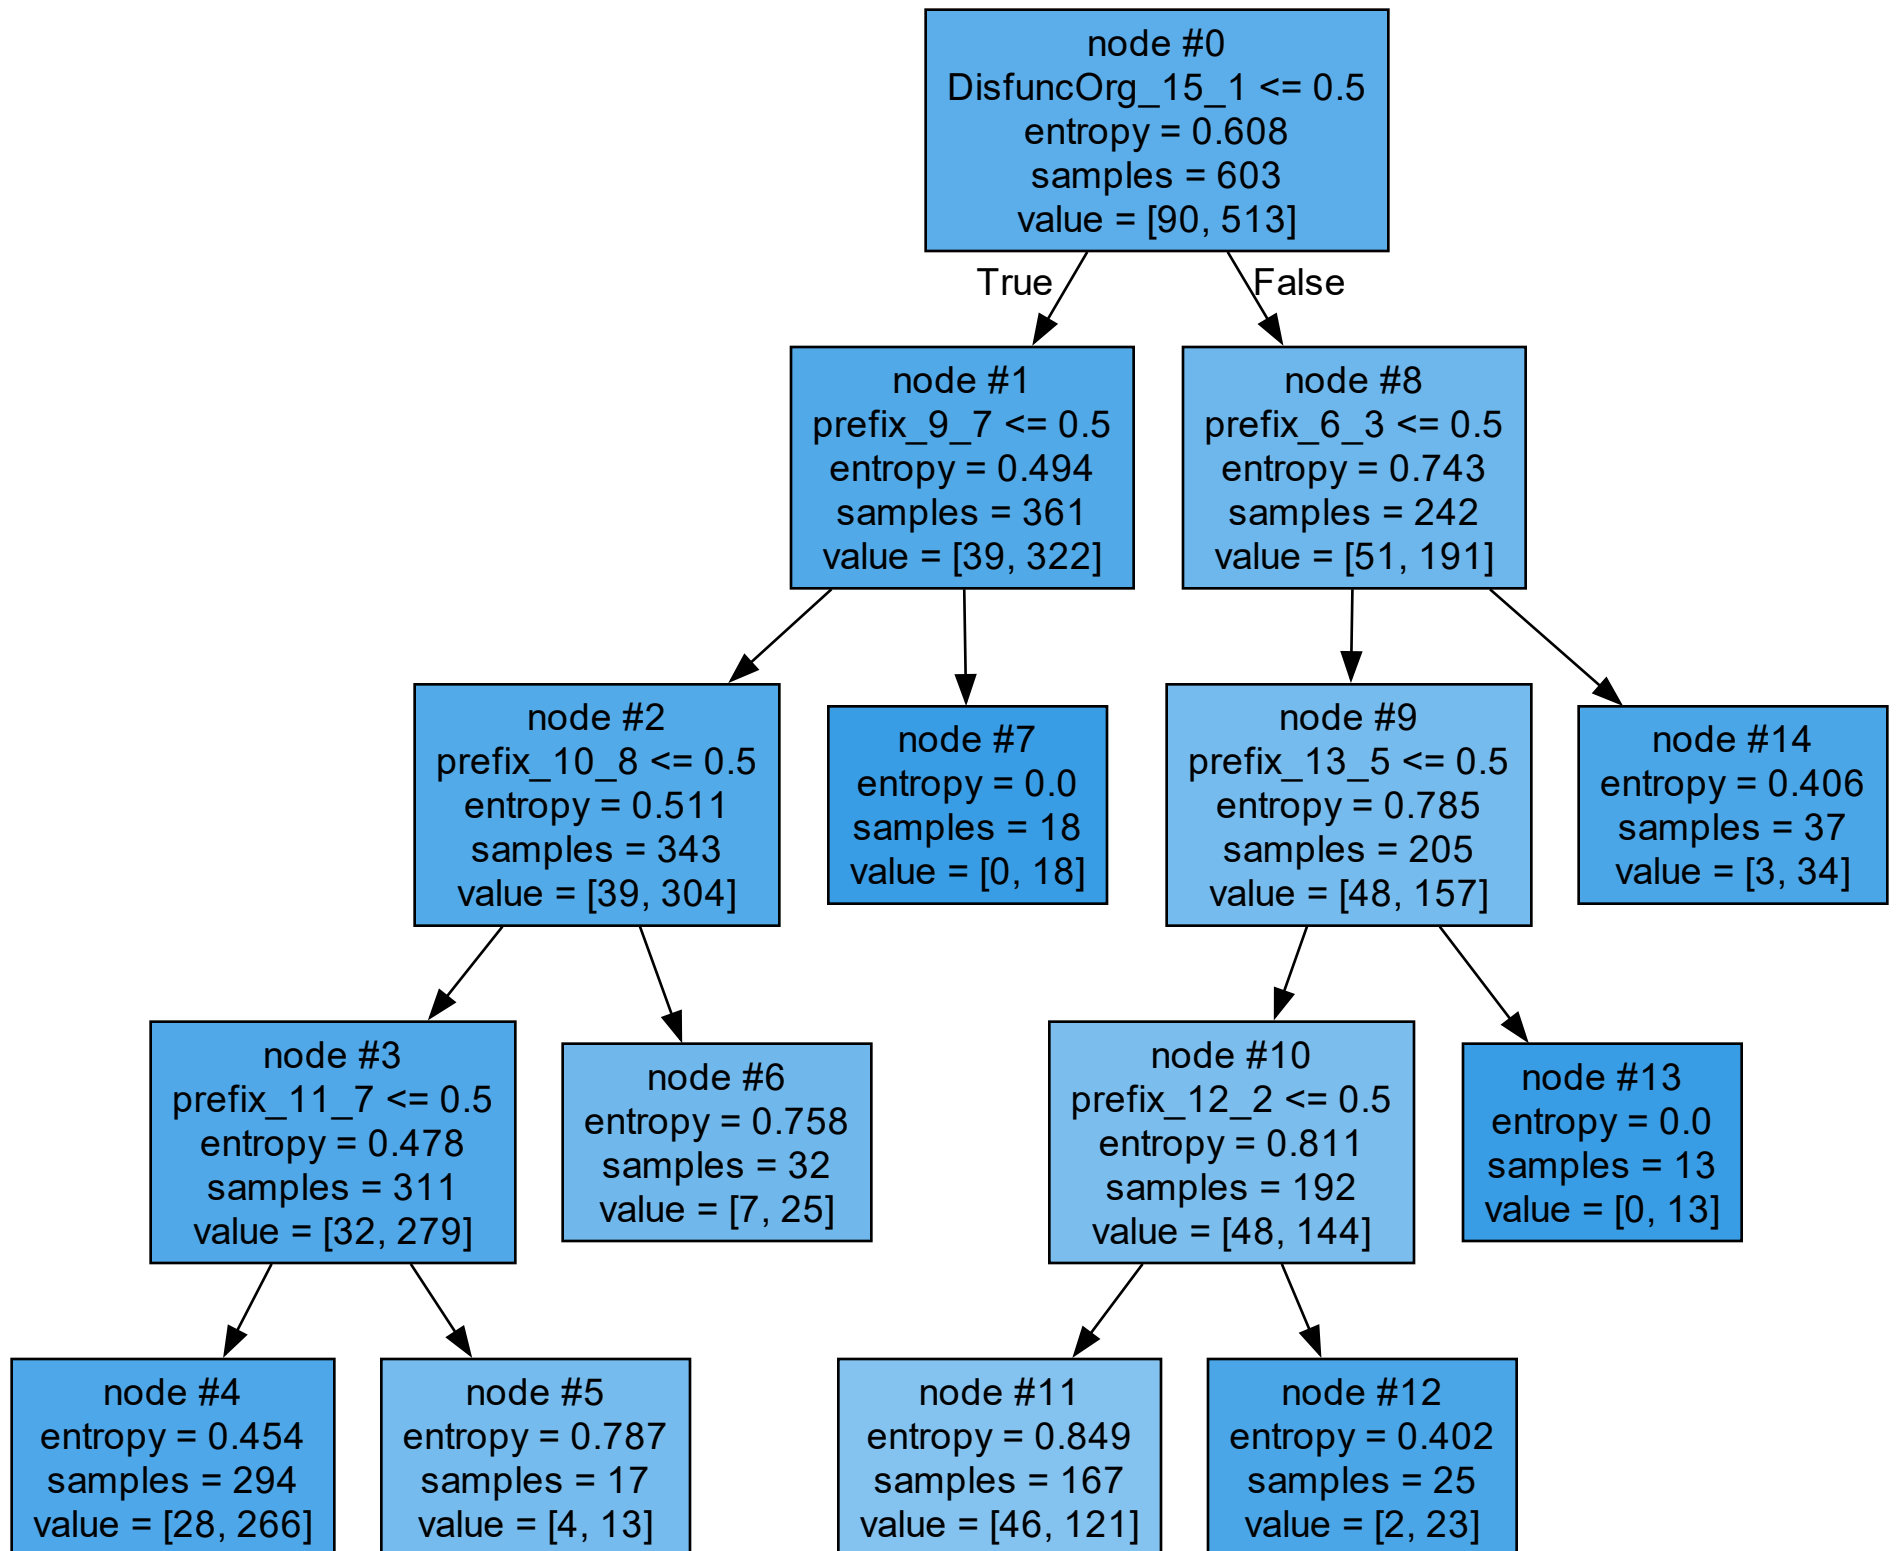 node #0
DisfuncOrg_15_1 <= 0.5
entropy = 0.608
samples = 603
value = [90, 513]
True
False
node #1
prefix_9_7 <= 0.5
entropy = 0.494
samples = 361
value = [39, 322]
node #8
prefix_6_3 <= 0.5
entropy = 0.743
samples = 242
value = [51, 191]
node #2
prefix_10_8 <= 0.5
entropy = 0.511
samples = 343
value = [39, 304]
node #7
entropy = 0.0
samples = 18
value = [0, 18]
node #9
prefix_13_5 <= 0.5
entropy = 0.785
samples = 205
value = [48, 157]
node #14
entropy = 0.406
samples = 37
value = [3, 34]
node #3
prefix_11_7 <= 0.5
entropy = 0.478
samples = 311
value = [32, 279]
node #6
entropy = 0.758
samples = 32
value = [7, 25]
node #10
prefix_12_2 <= 0.5
entropy = 0.811
samples = 192
value = [48, 144]
node #13
entropy = 0.0
samples = 13
value = [0, 13]
node #4
entropy = 0.454
samples = 294
value = [28, 266]
node #5
entropy = 0.787
samples = 17
value = [4, 13]
node #11
entropy = 0.849
samples = 167
value = [46, 121]
node #12
entropy = 0.402
samples = 25
value = [2, 23]